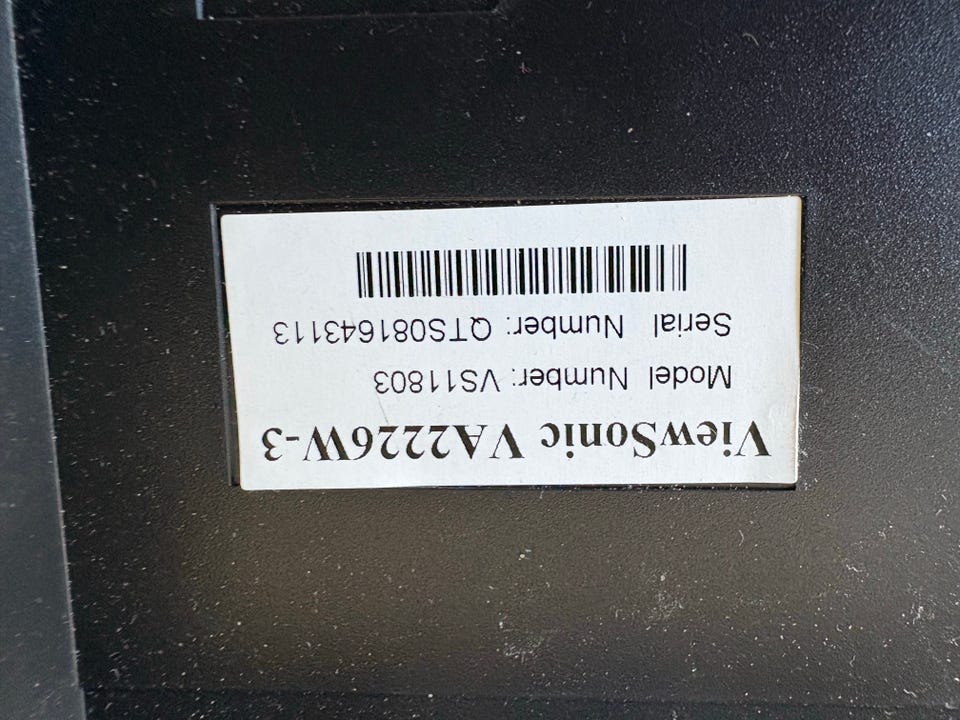 ViewSonic VA2226W-3
Model Number: VS11803
Serial Number: QTS081643113